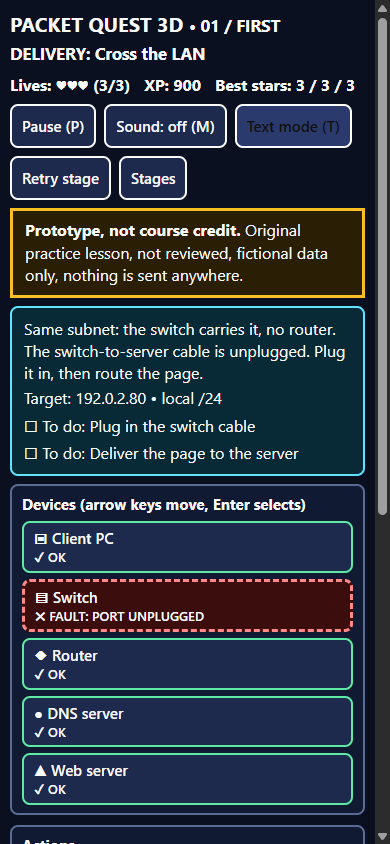 PACKET QUEST 3D • 01 / FIRST
DELIVERY: Cross the LAN
Lives: ♥♥♥ (3/3) XP: 900 Best stars: 3 / 3 / 3
Pause (P) Sound: off (M) Text mode (T)
Retry stage Stages
Prototype, not course credit. Original
practice lesson, not reviewed, fictional data
only, nothing is sent anywhere.
Same subnet: the switch carries it, no router.
The switch-to-server cable is unplugged. Plug
it in, then route the page.
Target: 192.0.2.80 • local /24
☐ To do: Plug in the switch cable
☐ To do: Deliver the page to the server
Devices (arrow keys move, Enter selects)
Client PC
✓ OK
Switch
✕ FAULT: PORT UNPLUGGED
◆ Router
✓ OK
● DNS server
✓ OK
▲ Web server
✓ OK
Actions